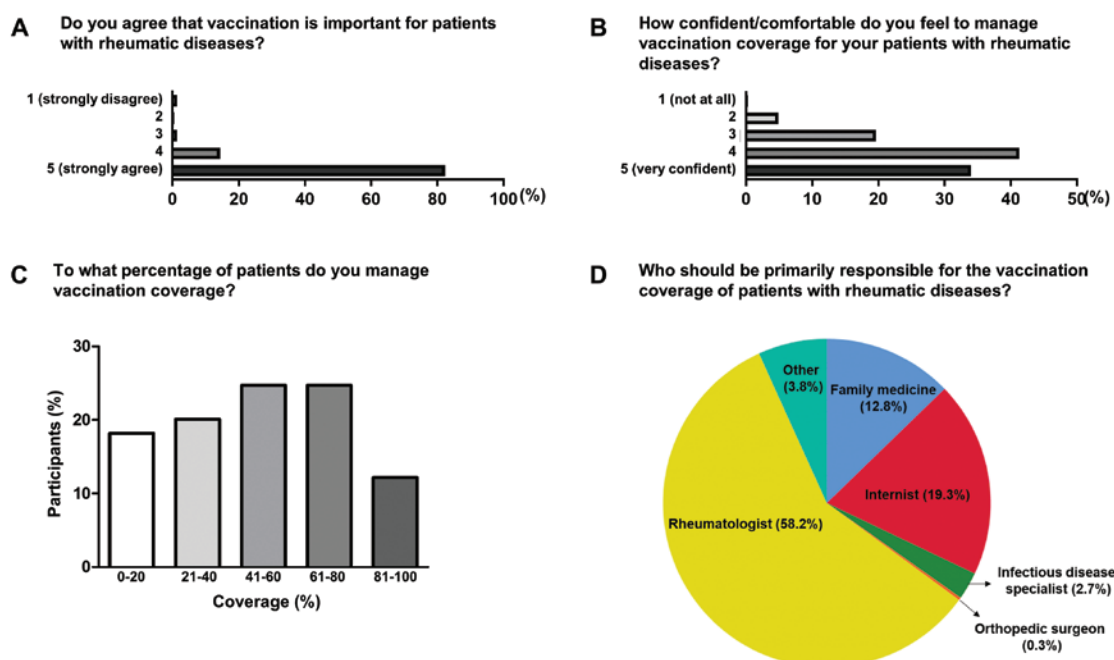 A
Do you agree that vaccination is important for patients
with rheumatic diseases?
1 (strongly disagree)
2
3
4
5 (strongly agree)
0
20
40
60
80
100
(%)
B
How confident/comfortable do you feel to manage
vaccination coverage for your patients with rheumatic
diseases?
1 (not at all)
2
3
4
5 (very confident)
0
10
20
30
40
50
(%)
C
To what percentage of patients do you manage
vaccination coverage?
Participants (%)
30
20
10
0
0-20
21-40
41-60
61-80
81-100
Coverage (%)
D
Who should be primarily responsible for the vaccination
coverage of patients with rheumatic diseases?
Other
(3.8%)
Family medicine
(12.8%)
Internist (19.3%)
Rheumatologist (58.2%)
Infectious disease
specialist (2.7%)
Orthopedic surgeon
(0.3%)